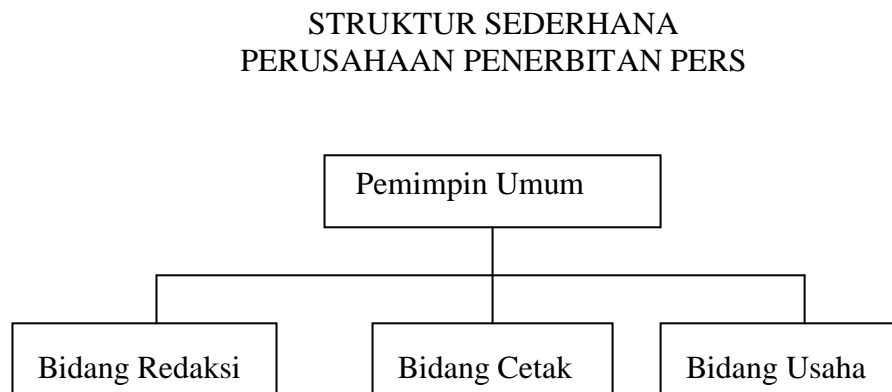 STRUKTUR SEDERHANA
PERUSAHAAN PENERBITAN PERS
Pemimpin Umum
Bidang Redaksi
Bidang Cetak
Bidang Usaha